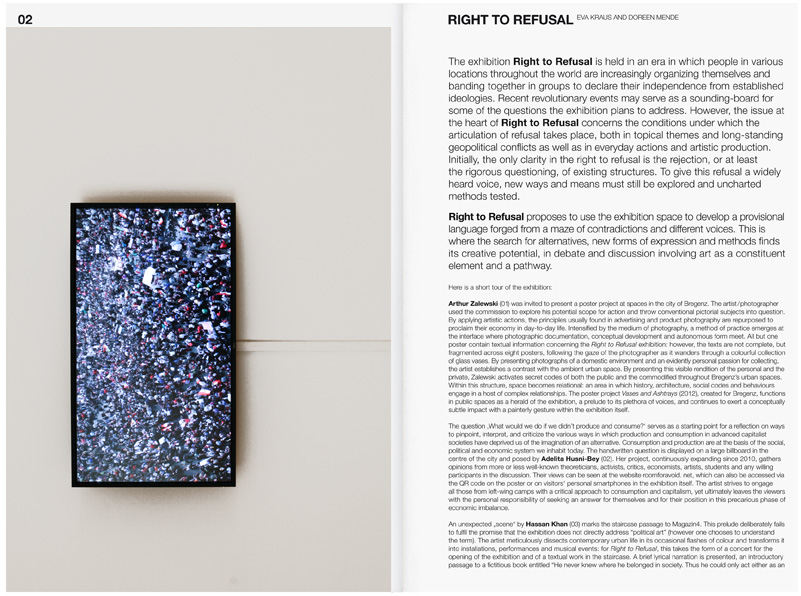 02
RIGHT TO REFUSAL EVA KRAUS AND DOREEN MENDE
The exhibition Right to Refusal is held in an era in which people in various
locations throughout the world are increasingly organizing themselves and
banding together in groups to declare their independence from established
ideologies. Recent revolutionary events may serve as a sounding-board for
some of the questions the exhibition plans to address. However, the issue at
the heart of Right to Refusal concerns the conditions under which the
articulation of refusal takes place, both in topical themes and long-standing
geopolitical conflicts as well as in everyday actions and artistic production.
Initially, the only clarity in the right to refusal is the rejection, or at least
the rigorous questioning, of existing structures. To give this refusal a widely
heard voice, new ways and means must still be explored and uncharted
methods tested.
Right to Refusal proposes to use the exhibition space to develop a provisional
language forged from a maze of contradictions and different voices. This is
where the search for alternatives, new forms of expression and methods finds
its creative potential, in debate and discussion involving art as a constituent
element and a pathway.
Here is a short tour of the exhibition:
Arthur Zalewski (01) was invited to present a poster project at spaces in the city of Bregenz. The artist/photographer
used the commission to explore his potential scope for action and throw conventional pictorial subjects into question.
By applying artistic actions, the principles usually found in advertising and product photography are repurposed to
proclaim their economy in day-to-day life. Intensified by the medium of photography, a method of practice emerges at
the interface where photographic documentation, conceptual development and autonomous form meet. All but one
poster contain textual information concerning the Right to Refusal exhibition; however, the texts are not complete, but
fragmented across eight posters, following the gaze of the photographer as it wanders through a colourful collection
of glass vases. By presenting photographs of a domestic environment and an evidently personal passion for collecting,
the artist establishes a contrast with the ambient urban space. By presenting this visible rendition of the personal and the
private, Zalewski activates secret codes of both the public and the commodified throughout Bregenz's urban spaces.
Within this structure, space becomes relational: an area in which history, architecture, social codes and behaviours
engage in a host of complex relationships. The poster project Vases and Ashtrays (2012), created for Bregenz, functions
in public spaces as a herald of the exhibition, a prelude to its plethora of voices, and continues to exert a conceptually
subtle impact with a painterly gesture within the exhibition itself.
The question „What would we do if we didn't produce and consume?" serves as a starting point for a reflection on ways
to pinpoint, interpret, and criticize the various ways in which production and consumption in advanced capitalist
societies have deprived us of the imagination of an alternative. Consumption and production are at the basis of the social,
political and economic system we inhabit today. The handwritten question is displayed on a large billboard in the
centre of the city and posed by Adelita Husni-Bey (02). Her project, continuously expanding since 2010, gathers
opinions from more or less well-known theoreticians, activists, critics, economists, artists, students and any willing
participants in the discussion. Their views can be seen at the website roomforavoid. net, which can also be accessed via
the QR code on the poster or on visitors' personal smartphones in the exhibition itself. The artist strives to engage
all those from left-wing camps with a critical approach to consumption and capitalism, yet ultimately leaves the viewers
with the personal responsibility of seeking an answer for themselves and for their position in this precarious phase of
economic imbalance.
An unexpected „scene" by Hassan Khan (03) marks the staircase passage to Magazin4. This prelude deliberately fails
to fulfil the promise that the exhibition does not directly address "political art" (however one chooses to understand
the term). The artist meticulously dissects contemporary urban life in its occasional flashes of colour and transforms it
into installations, performances and musical events: for Right to Refusal, this takes the form of a concert for the
opening of the exhibition and of a textual work in the staircase. A brief lyrical narration is presented, an introductory
passage to a fictitious book entitled "He never knew where he belonged in society. Thus he could only act either as an